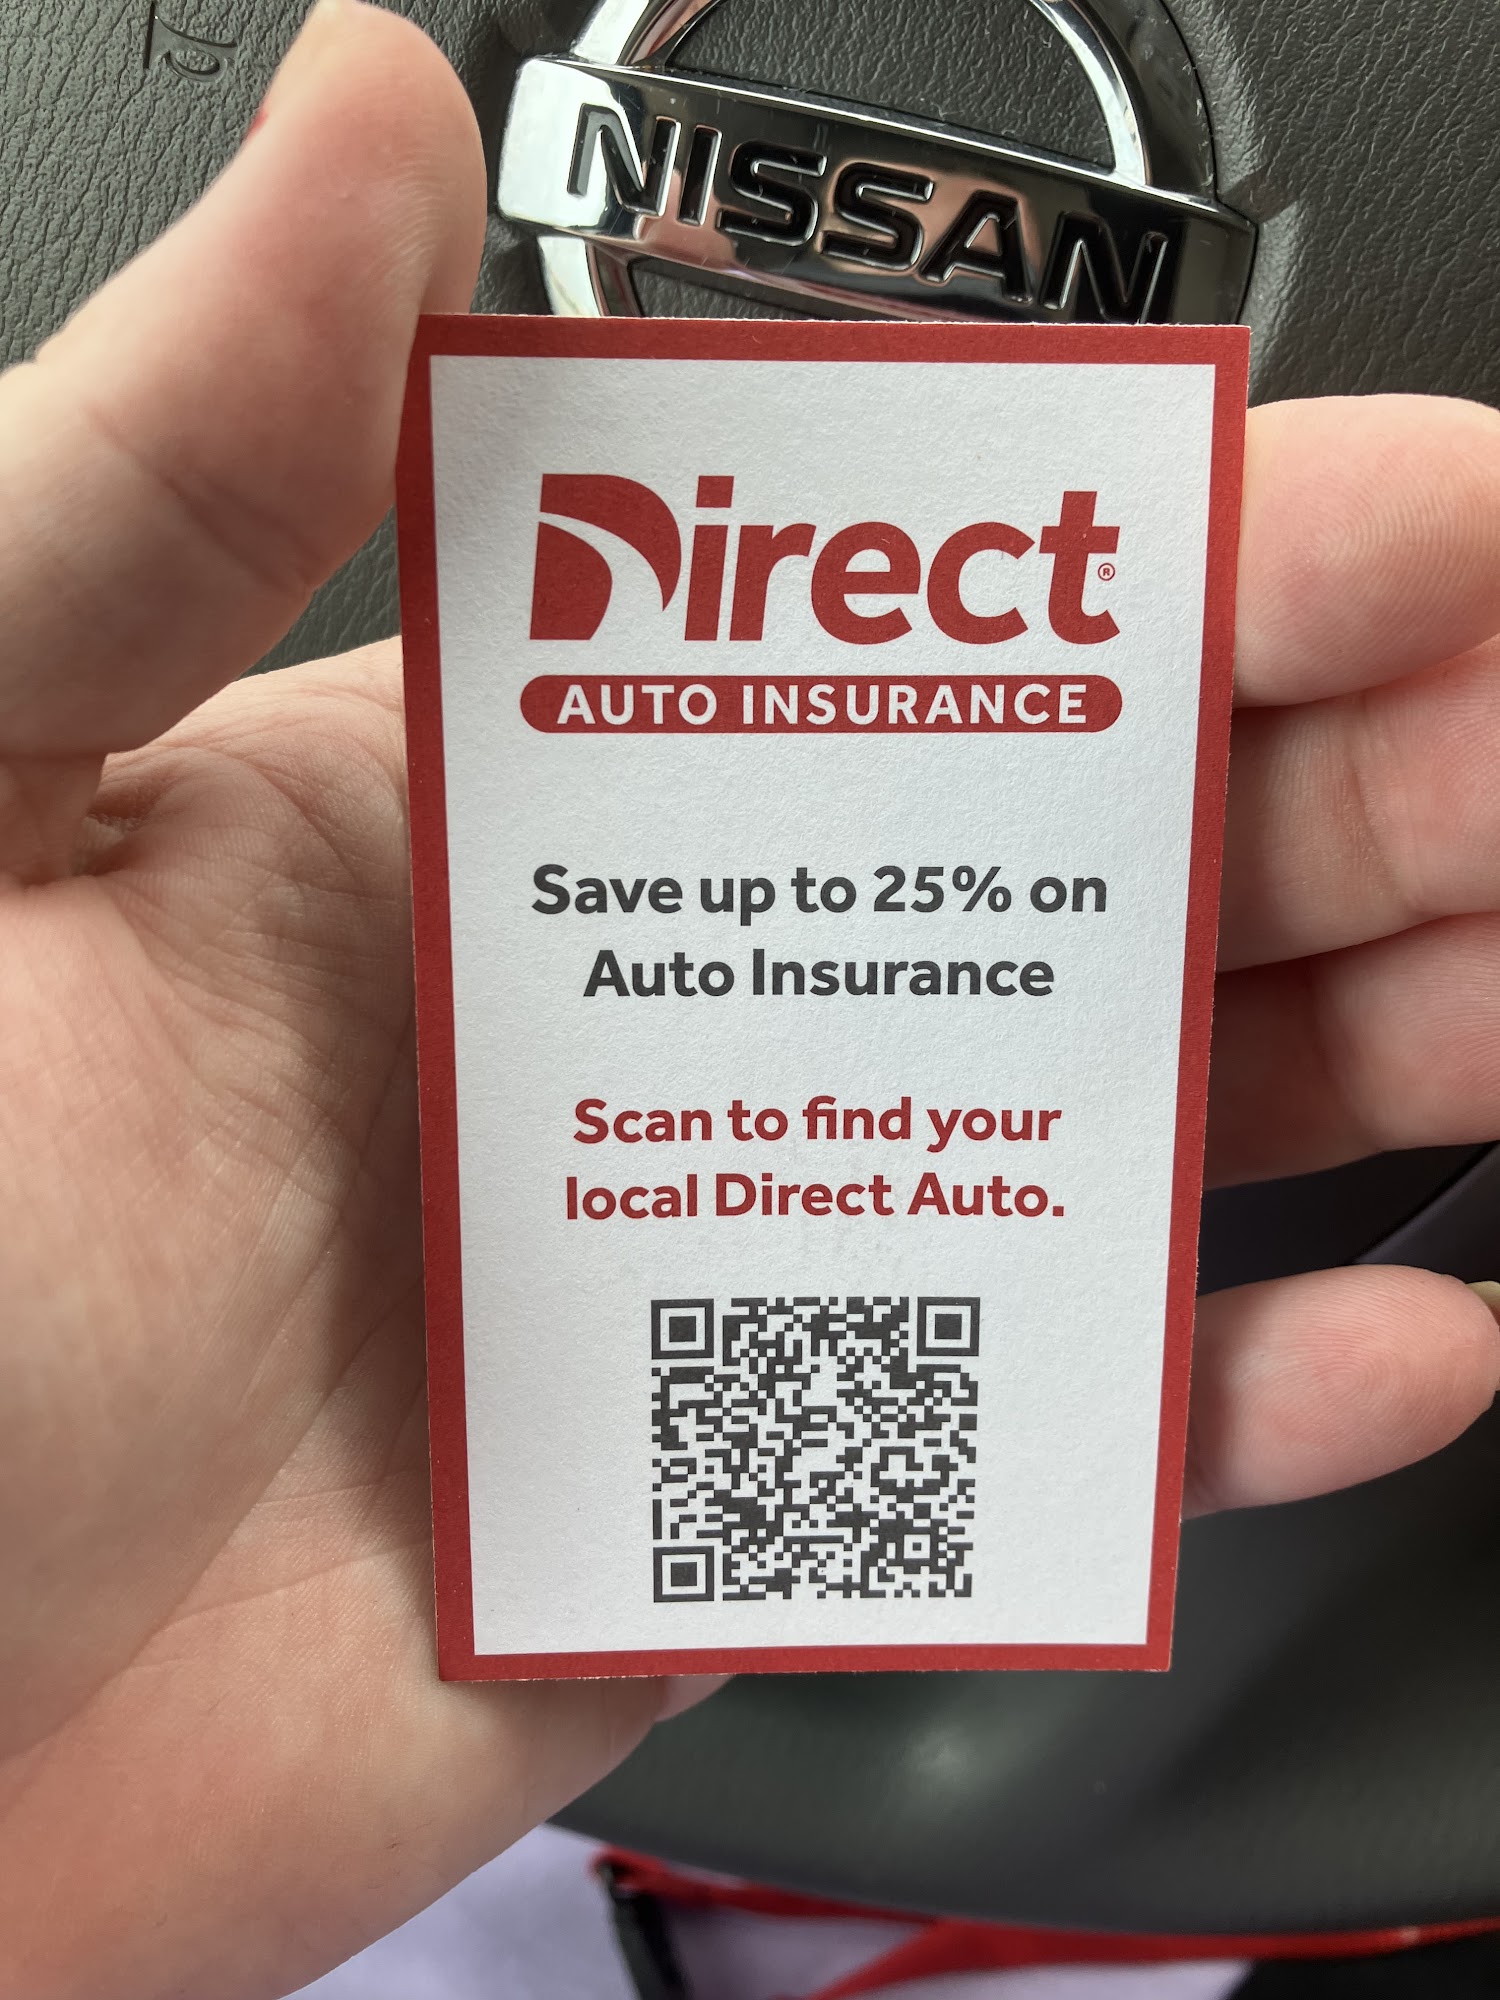 NISSAN
Direct®
AUTO INSURANCE
Save up to 25% on
Auto Insurance
Scan to find your
local Direct Auto.